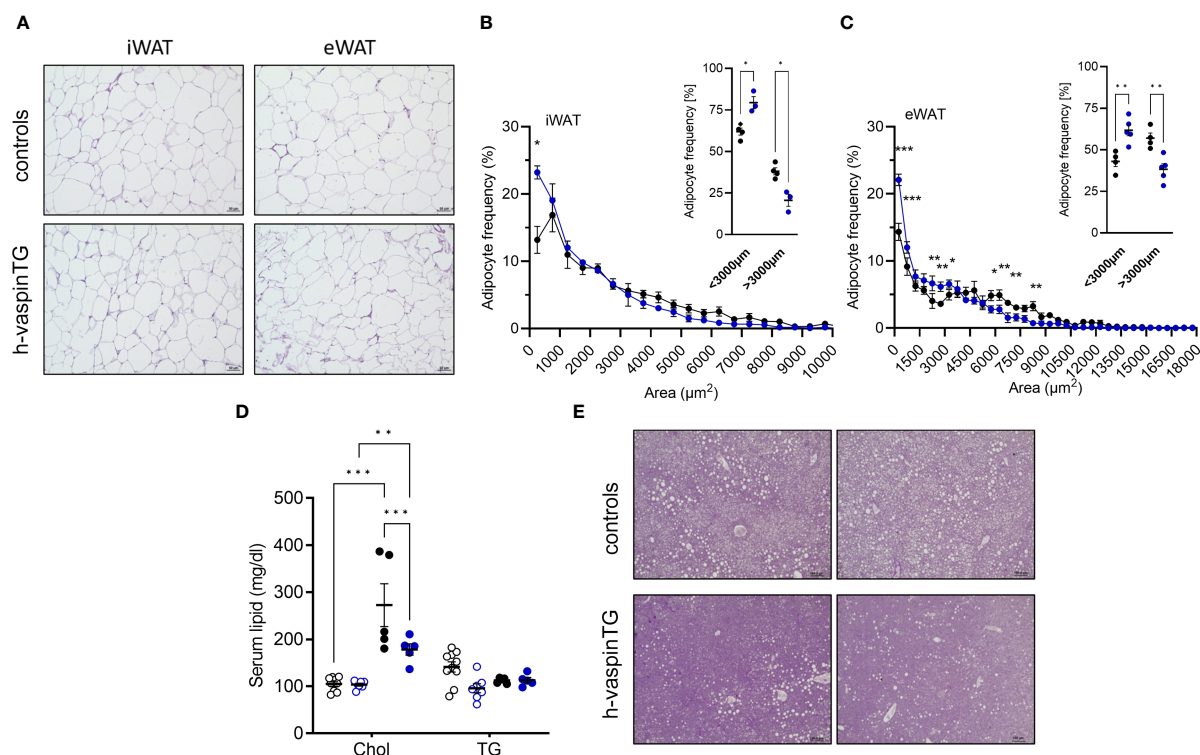 A
iWAT
eWAT
controls
h-vaspinTG
B
iWAT
Adipocyte frequency (%)
30
20
10
0
*
0
1000
2000
3000
4000
5000
6000
7000
8000
9000
10000
Area (µm²)
Adipocyte frequency [%]
100
75
50
25
0
*
*
<3000µm
>3000µm
C
eWAT
Adipocyte frequency (%)
30
20
10
0
***
***
**
**
*
*
**
**
**
0
1500
3000
4500
6000
7500
9000
10500
12000
13500
15000
16500
18000
Area (µm²)
Adipocyte frequency [%]
100
75
50
25
0
**
**
<3000µm
>3000µm
D
Serum lipid (mg/dl)
500
400
300
200
100
0
**
***
***
Chol
TG
E
controls
h-vaspinTG